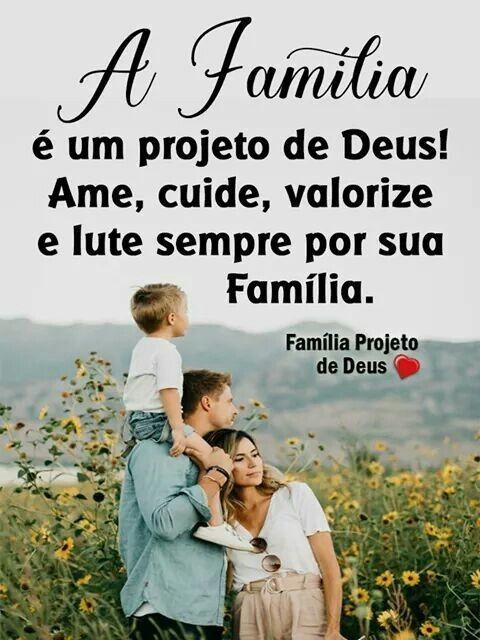 A Família
é um projeto de Deus!
Ame, cuide, valorize
e lute sempre por sua
Família.
Família Projeto
de Deus